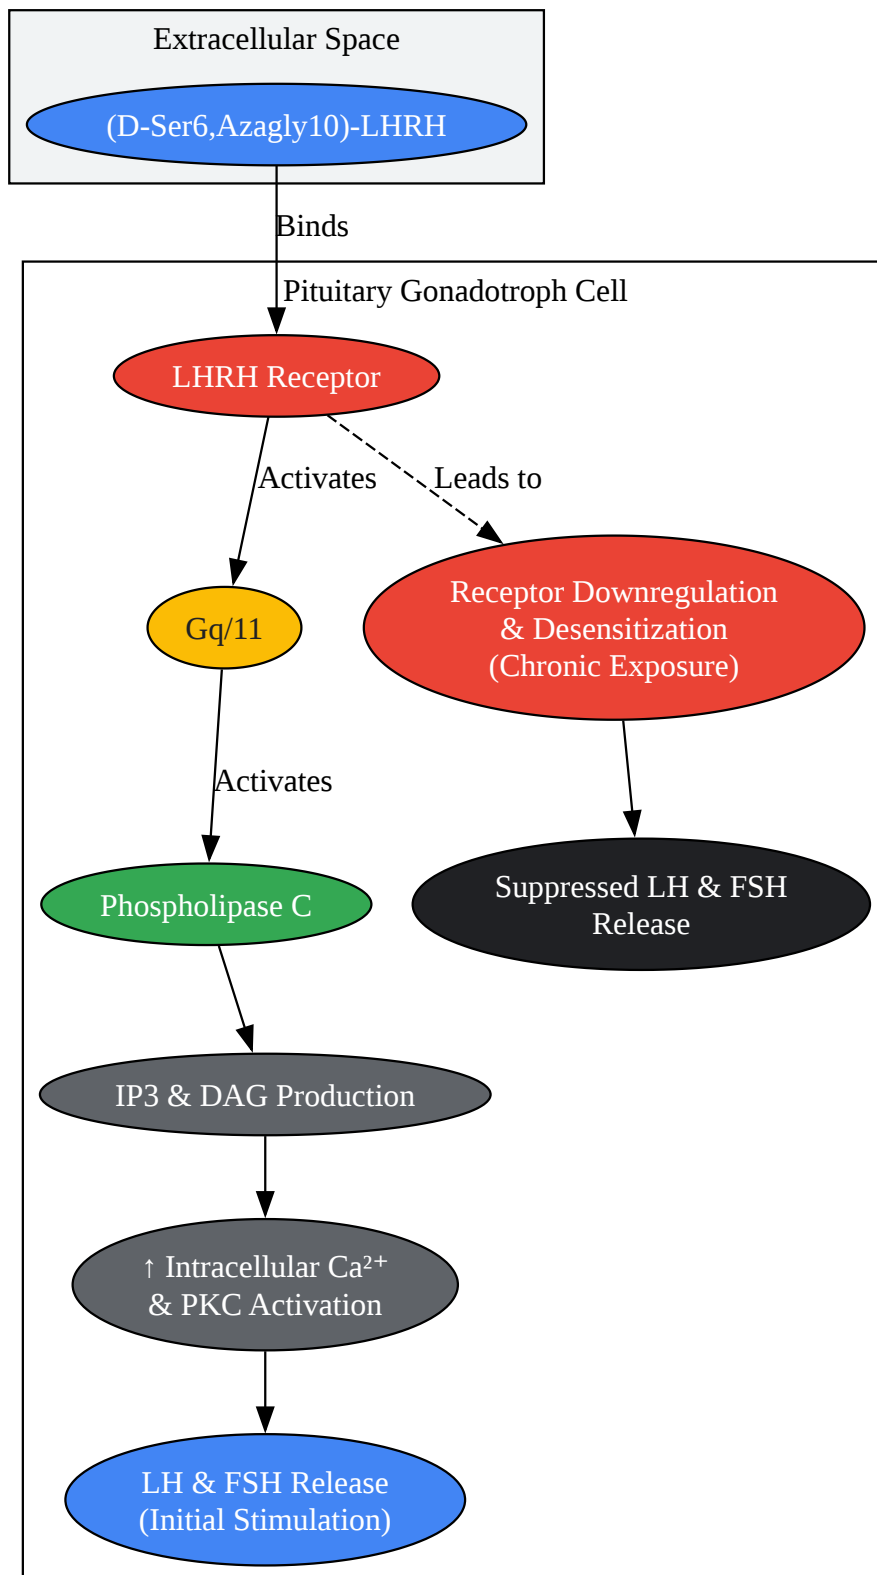 Extracellular Space
(D-Ser6,Azagly10)-LHRH
Binds
Pituitary Gonadotroph Cell
LHRH Receptor
Activates
Leads to
Gq/11
Receptor Downregulation
& Desensitization
(Chronic Exposure)
Activates
Phospholipase C
Suppressed LH & FSH
Release
IP3 & DAG Production
↑ Intracellular Ca²⁺
& PKC Activation
LH & FSH Release
(Initial Stimulation)